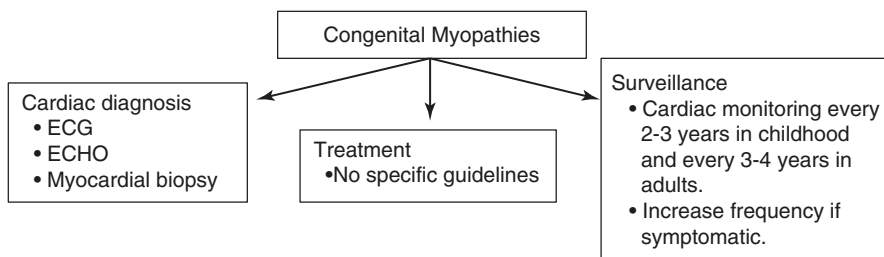 Congenital Myopathies
Cardiac diagnosis
• ECG
• ECHO
• Myocardial biopsy
Treatment
•No specific guidelines
Surveillance
• Cardiac monitoring every
2-3 years in childhood
and every 3-4 years in
adults.
• Increase frequency if
symptomatic.